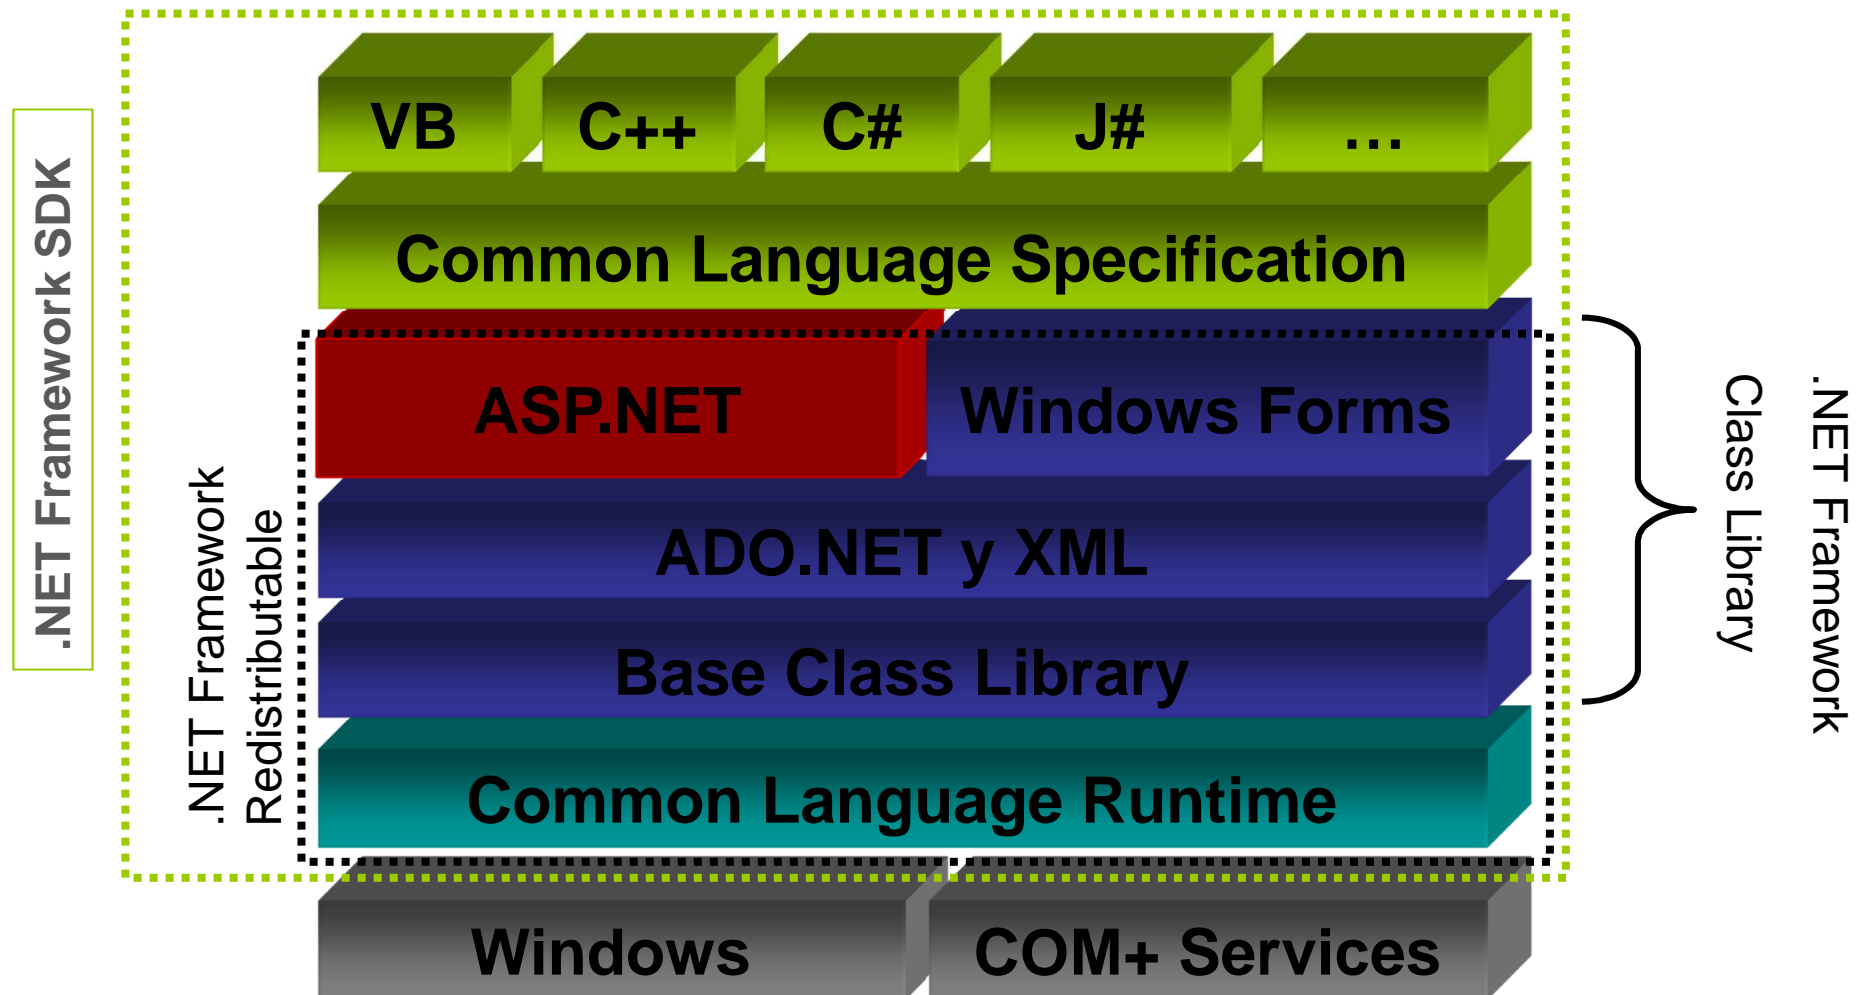 .NET Framework SDK
VB
C++
C#
J#
...
Common Language Specification
.NET Framework
Redistributable
ASP.NET
Windows Forms
ADO.NET y XML
Base Class Library
Common Language Runtime
.NET Framework
Class Library
Windows
COM+ Services